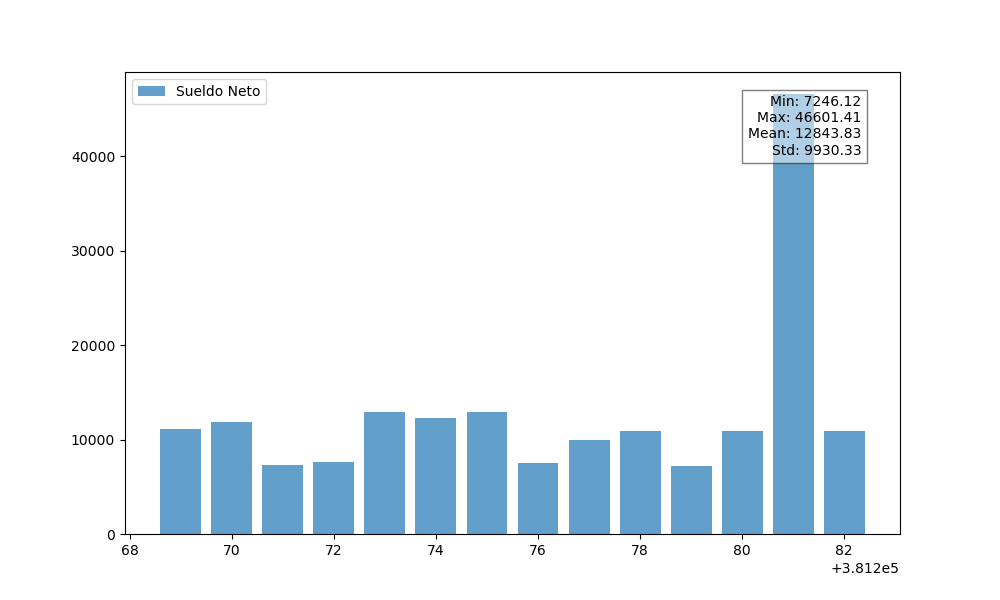 Sueldo Neto
Min: 7246.12
Max: 46601.41
Mean: 12843.83
Std: 9930.33
40000
30000
20000
10000
0
68 70 72 74 76 78 80 82
+3.812e5